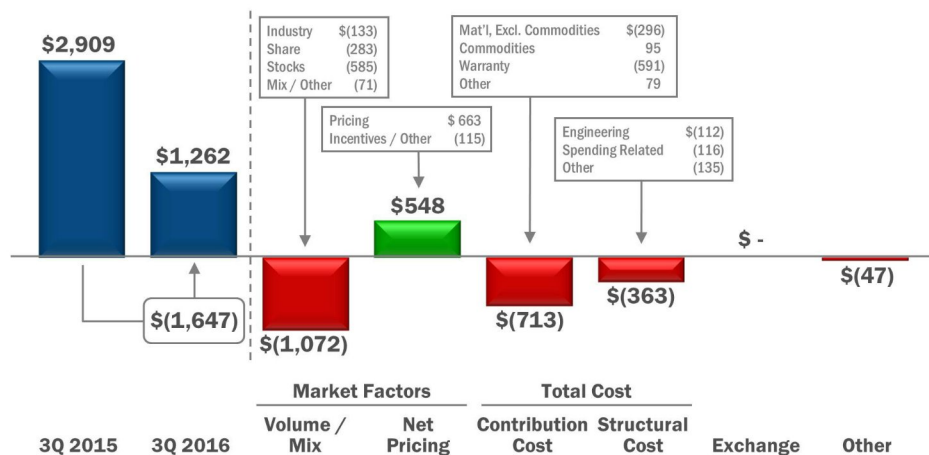 $2,909
$1,262
$(1,647)
Industry $(133)
Share (283)
Stocks (585)
Mix / Other (71)
$(1,072)
Pricing $ 663
Incentives / Other (115)
$548
Mat'l, Excl. Commodities $(296)
Commodities 95
Warranty (591)
Other 79
$(713)
Engineering $(112)
Spending Related (116)
Other (135)
$(363)
$ -
$(47)
Market Factors
Total Cost
3Q 2015
3Q 2016
Volume /
Mix
Net
Pricing
Contribution
Cost
Structural
Cost
Exchange
Other